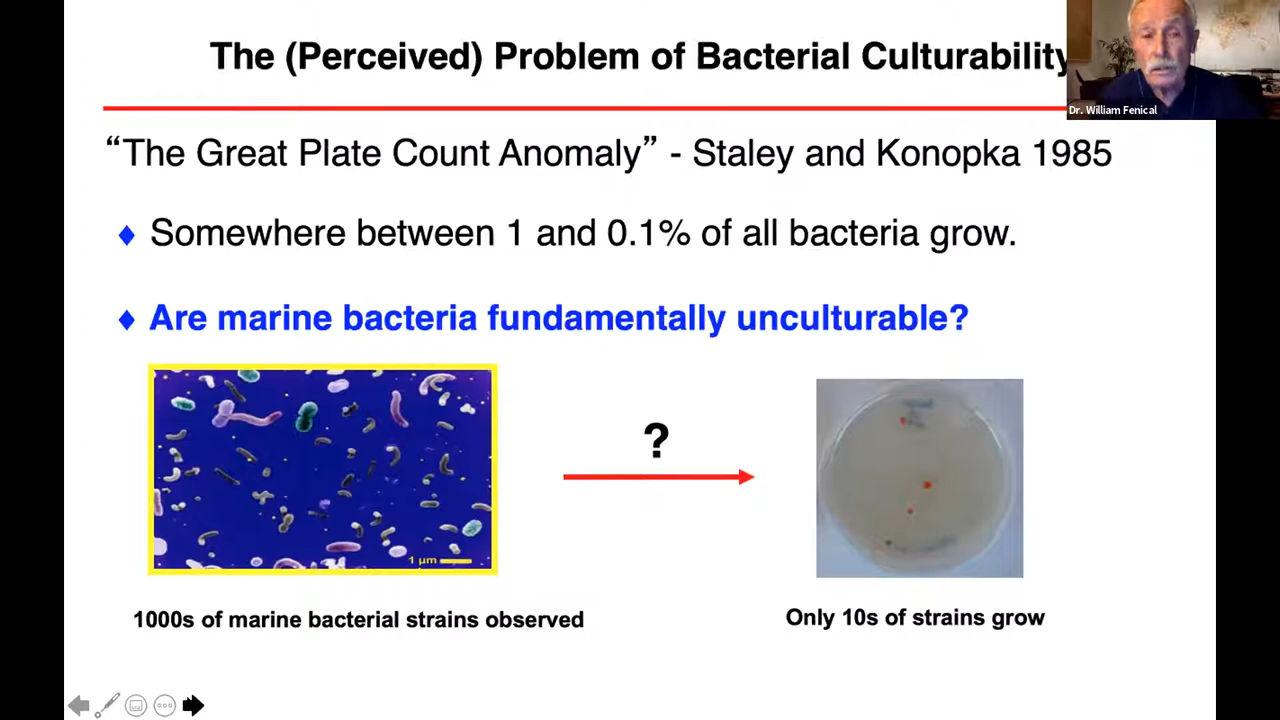 The (Perceived) Problem of Bacterial Culturability
Dr. William Fenical
“The Great Plate Count Anomaly” - Staley and Konopka 1985
♦ Somewhere between 1 and 0.1% of all bacteria grow.
♦ Are marine bacteria fundamentally unculturable?
?
1 μm
1000s of marine bacterial strains observed
Only 10s of strains grow